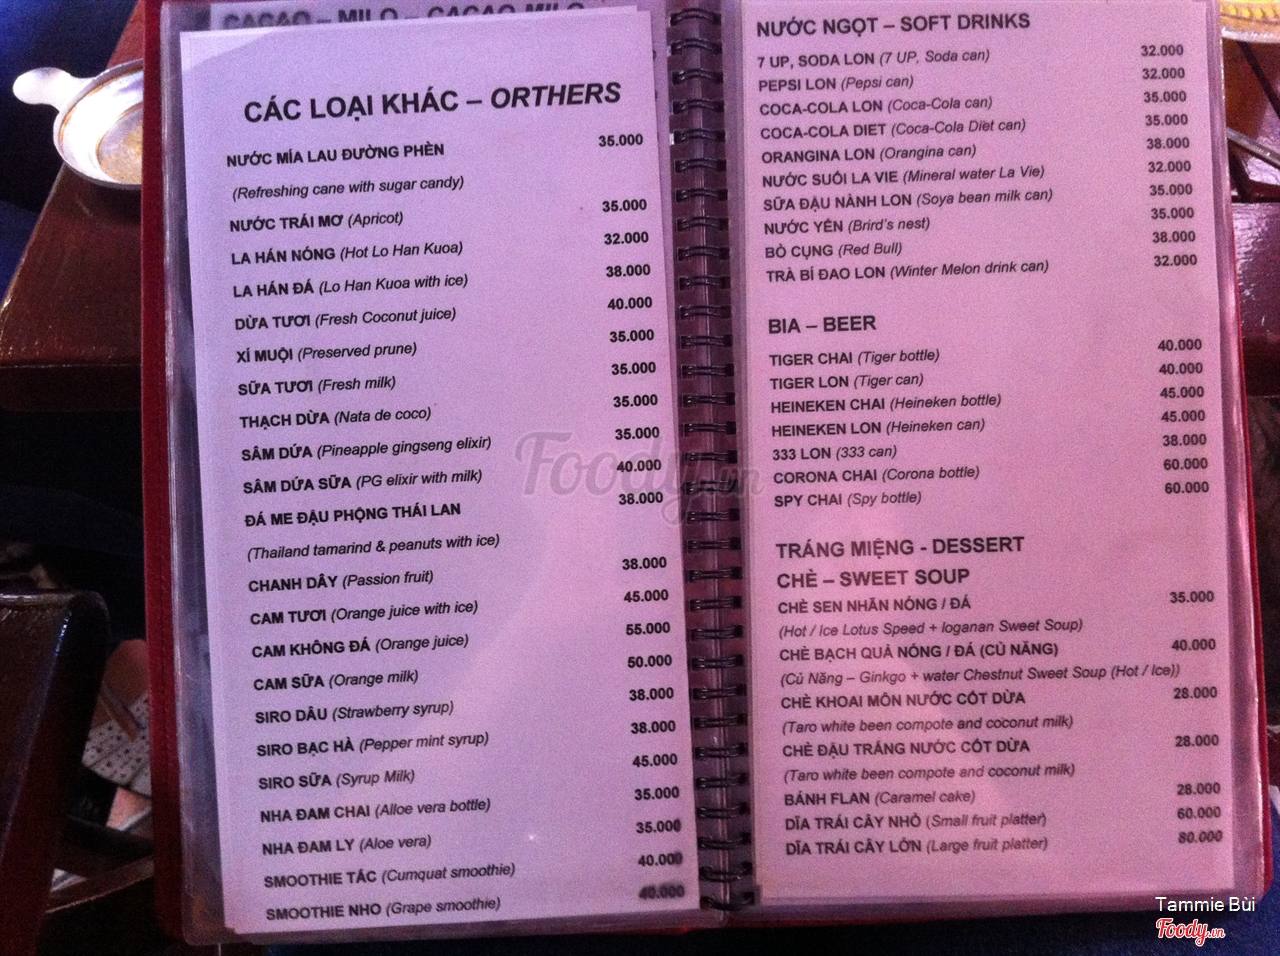 CACAO – MILO – CACAO MILO
CÁC LOẠI KHÁC – ORTHERS
NƯỚC MÍA LAU ĐƯỜNG PHÈN 35.000
(Refreshing cane with sugar candy)
NƯỚC TRÁI MƠ (Apricot) 35.000
LA HÁN NÓNG (Hot Lo Han Kuoa) 32.000
LA HÁN ĐÁ (Lo Han Kuoa with ice) 38.000
DỪA TƯƠI (Fresh Coconut juice) 40.000
XÍ MUỘI (Preserved prune) 35.000
SỮA TƯƠI (Fresh milk) 35.000
THẠCH DỪA (Nata de coco) 35.000
SÂM DỨA (Pineapple gingseng elixir) 35.000
SÂM DỨA SỮA (PG elixir with milk) 40.000
ĐÁ ME ĐẬU PHỘNG THÁI LAN 38.000
(Thailand tamarind & peanuts with ice)
CHANH DÂY (Passion fruit) 38.000
CAM TƯƠI (Orange juice with ice) 45.000
CAM KHÔNG ĐÁ (Orange juice) 55.000
CAM SỮA (Orange milk) 50.000
SIRO DÂU (Strawberry syrup) 38.000
SIRO BẠC HÀ (Pepper mint syrup) 38.000
SIRO SỮA (Syrup Milk) 45.000
NHA ĐAM CHAI (Alloe vera bottle) 35.000
NHA ĐAM LY (Aloe vera) 35.000
SMOOTHIE TẮC (Cumquat smoothie) 40.000
SMOOTHIE NHO (Grape smoothie) 40.000
NƯỚC NGỌT – SOFT DRINKS
7 UP, SODA LON (7 UP, Soda can) 32.000
PEPSI LON (Pepsi can) 32.000
COCA-COLA LON (Coca-Cola can) 35.000
COCA-COLA DIET (Coca-Cola Diet can) 35.000
ORANGINA LON (Orangina can) 38.000
NƯỚC SUỐI LA VIE (Mineral water La Vie) 32.000
SỮA ĐẬU NÀNH LON (Soya bean milk can) 35.000
NƯỚC YẾN (Brird's nest) 35.000
BÒ CỤNG (Red Bull) 38.000
TRÀ BÍ ĐAO LON (Winter Melon drink can) 32.000
BIA – BEER
TIGER CHAI (Tiger bottle) 40.000
TIGER LON (Tiger can) 40.000
HEINEKEN CHAI (Heineken bottle) 45.000
HEINEKEN LON (Heineken can) 45.000
333 LON (333 can) 38.000
CORONA CHAI (Corona bottle) 60.000
SPY CHAI (Spy bottle) 60.000
TRÁNG MIỆNG - DESSERT
CHÈ – SWEET SOUP
CHÈ SEN NHÃN NÓNG / ĐÁ 35.000
(Hot / Ice Lotus Speed + loganan Sweet Soup)
CHÈ BẠCH QUẢ NÓNG / ĐÁ (CỦ NĂNG) 40.000
(Củ Năng – Ginkgo + water Chestnut Sweet Soup (Hot / Ice))
CHÈ KHOAI MÔN NƯỚC CỐT DỪA 28.000
(Taro white been compote and coconut milk)
CHÈ ĐẬU TRẮNG NƯỚC CỐT DỪA 28.000
(Taro white been compote and coconut milk)
BÁNH FLAN (Caramel cake) 28.000
DĨA TRÁI CÂY NHỎ (Small fruit platter) 60.000
DĨA TRÁI CÂY LỚN (Large fruit platter) 80.000
Foody.vn
Tammie Bùi
Foody.vn